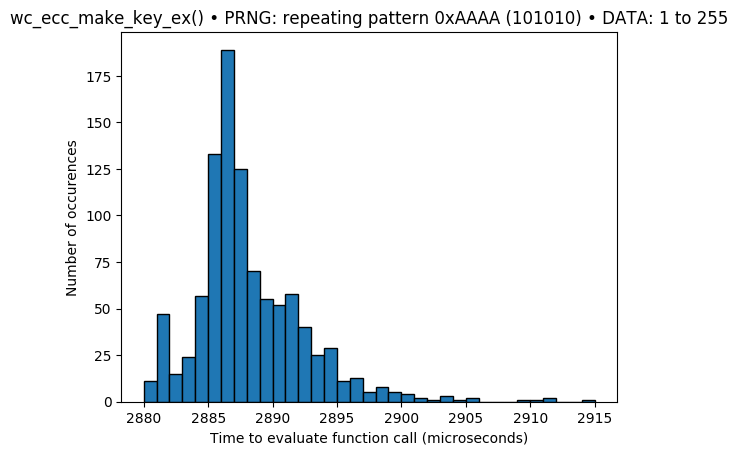 wc_ecc_make_key_ex() • PRNG: repeating pattern 0xAAAA (101010) • DATA: 1 to 255
175
150
125
100
75
50
25
0
Number of occurences
2880 2885 2890 2895 2900 2905 2910 2915
Time to evaluate function call (microseconds)